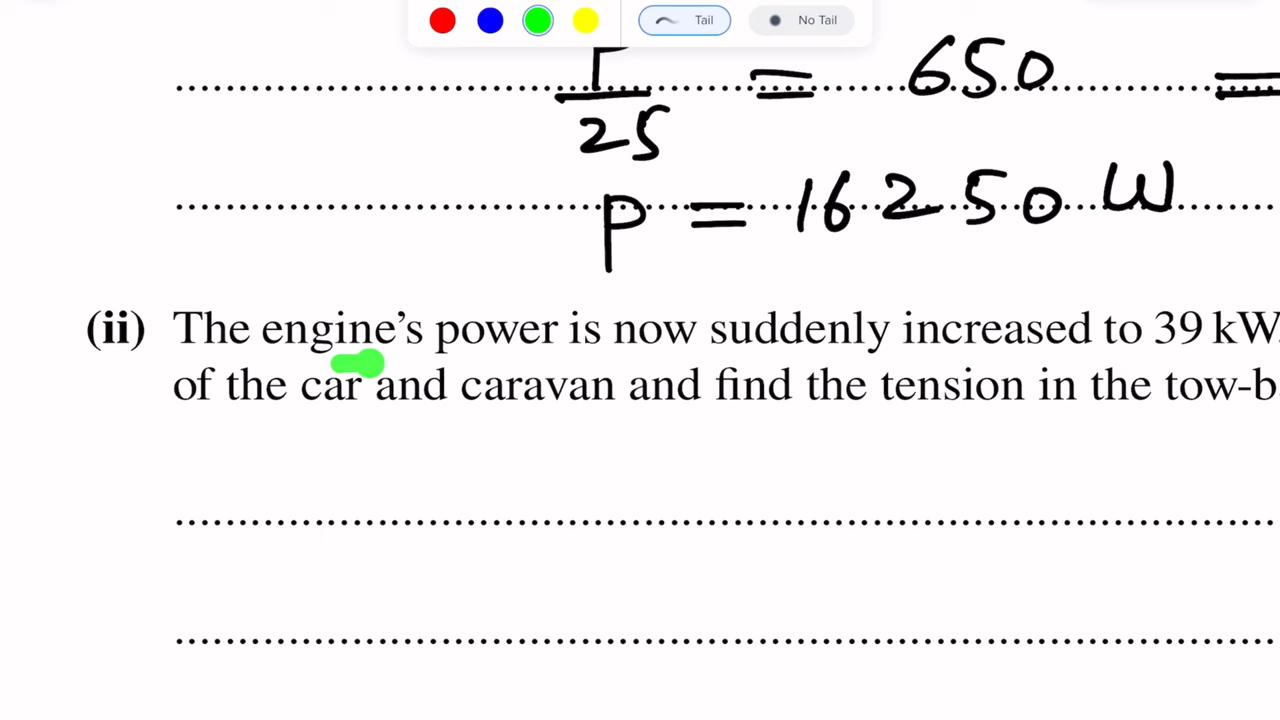 Tail No Tail
P/25 = 650 =
P = 16250 W
(ii) The engine's power is now suddenly increased to 39 kW.
of the car and caravan and find the tension in the tow-b